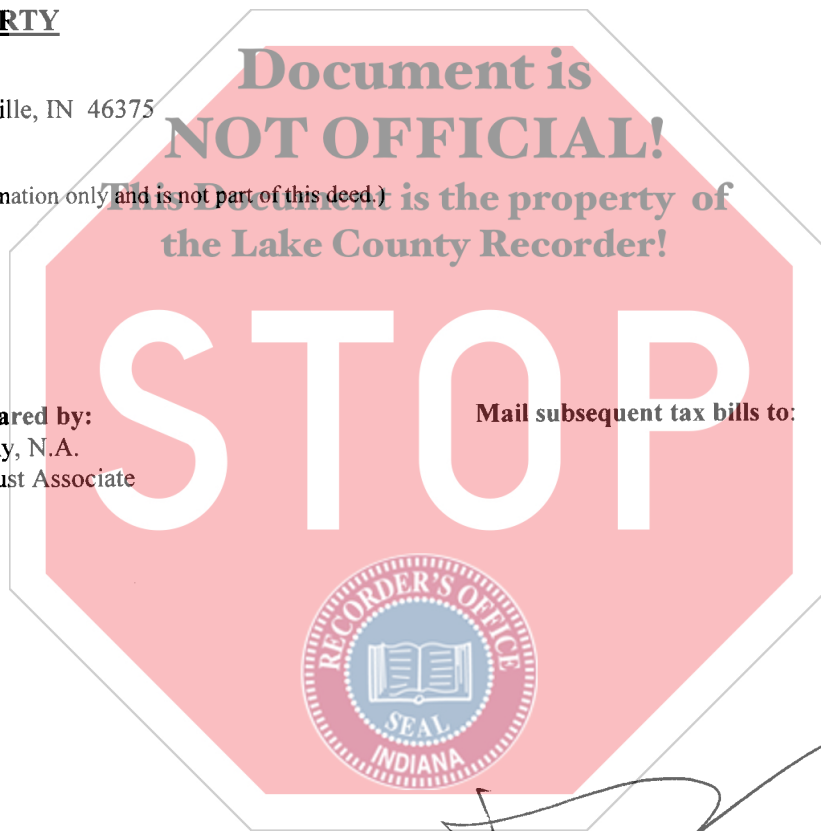 RTY
Document is
ille, IN 46375
NOT OFFICIAL!
mation only and is not part of this deed.)
This Document is the property of
the Lake County Recorder!
STOP
ared by:
Mail subsequent tax bills to:
y, N.A.
ust Associate
RECORDER'S OFFICE
SEAL
INDIANA